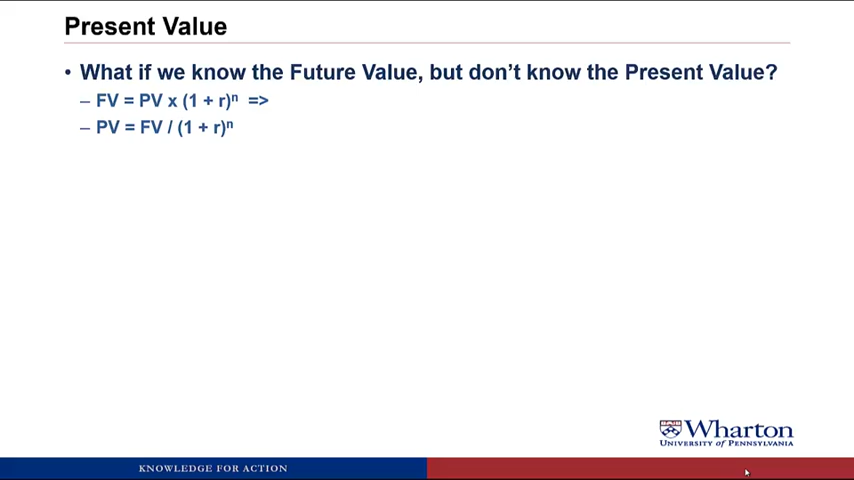 Present Value
• What if we know the Future Value, but don’t know the Present Value?
– FV = PV x (1 + r)ⁿ =>
– PV = FV / (1 + r)ⁿ
Wharton
UNIVERSITY of PENNSYLVANIA
KNOWLEDGE FOR ACTION